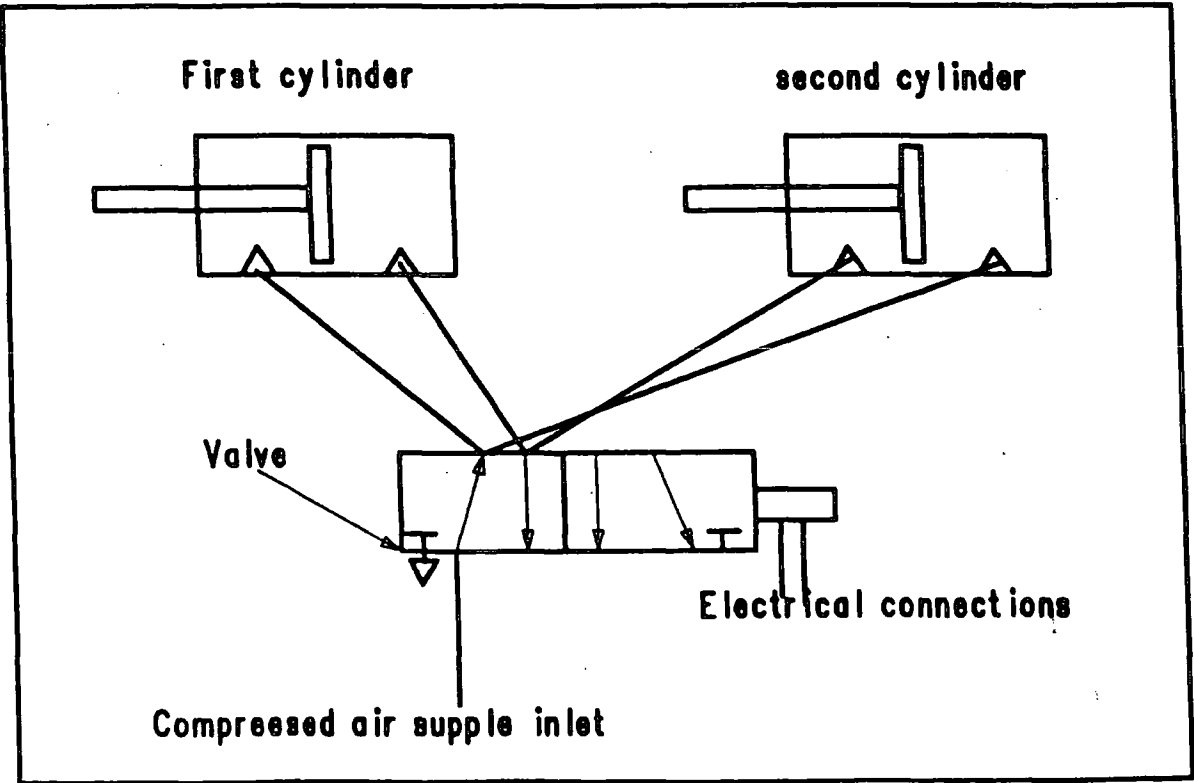 First cylinder
second cylinder
Valve
Electrical connections
Compressed air supple inlet